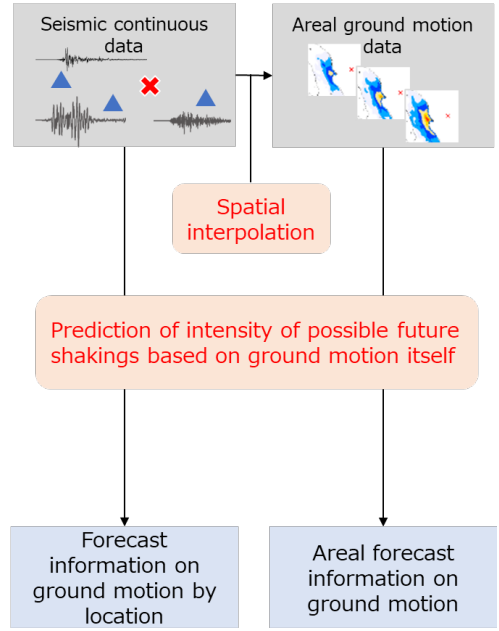 Seismic continuous
data
Areal ground motion
data
Spatial
interpolation
Prediction of intensity of possible future
shakings based on ground motion itself
Forecast
information on
ground motion by
location
Areal forecast
information on
ground motion